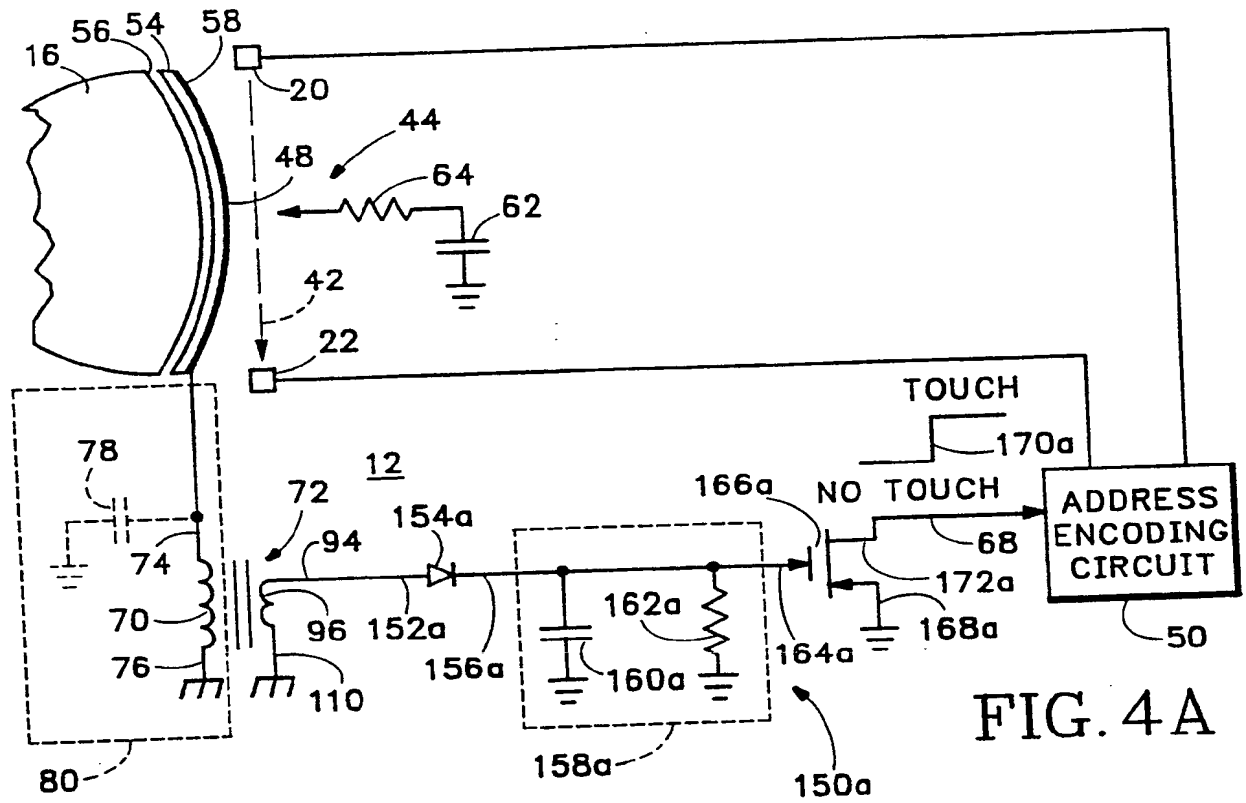 56 54 58
16
20
44
48
64
62
42
22
TOUCH
170a
78
12
72
166a
NO TOUCH
154a
94
74
ADDRESS
ENCODING
CIRCUIT
68
172a
70
96
152a
162a
76
156a
160a
164a
168a
50
110
FIG. 4A
80
158a
150a